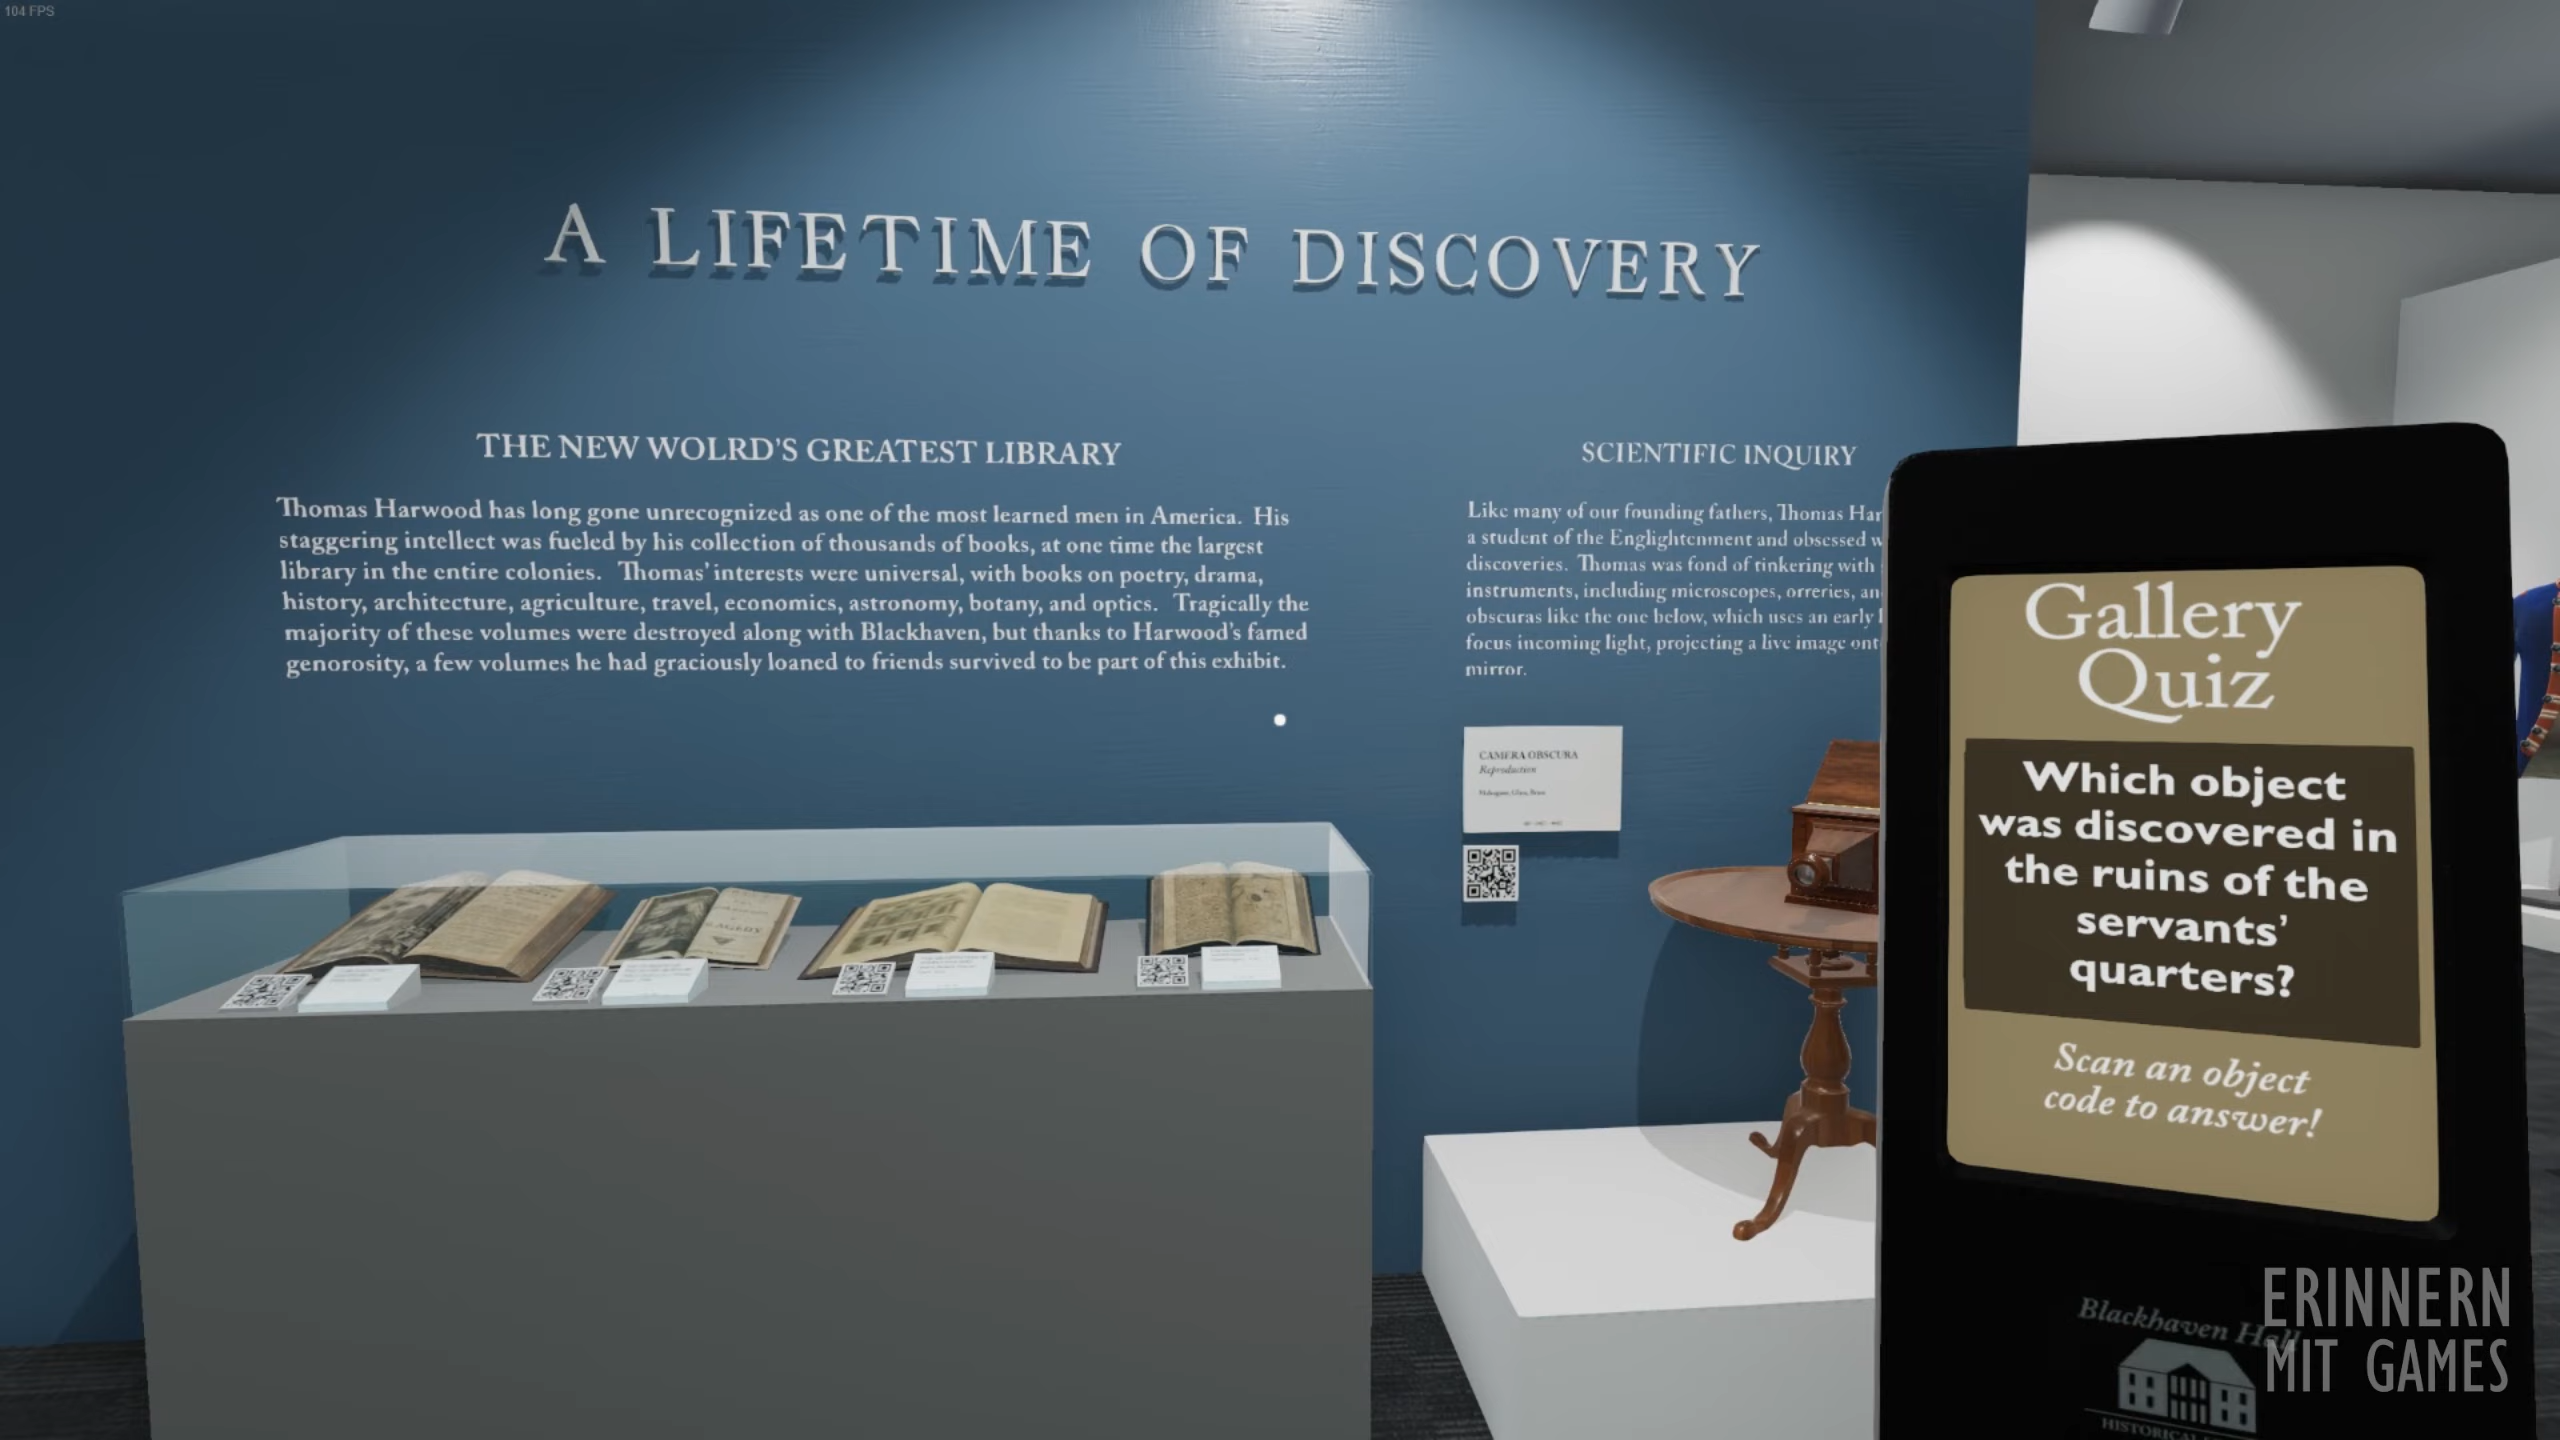 104 FPS
A LIFETIME OF DISCOVERY
THE NEW WOLRD'S GREATEST LIBRARY
Thomas Harwood has long gone unrecognized as one of the most learned men in America. His
staggering intellect was fueled by his collection of thousands of books, at one time the largest
library in the entire colonies. Thomas' interests were universal, with books on poetry, drama,
history, architecture, agriculture, travel, economics, astronomy, botany, and optics. Tragically the
majority of these volumes were destroyed along with Blackhaven, but thanks to Harwood's famed
genorosity, a few volumes he had graciously loaned to friends survived to be part of this exhibit.
SCIENTIFIC INQUIRY
Like many of our founding fathers, Thomas Har
a student of the Englightenment and obsessed w
discoveries. Thomas was fond of tinkering with
instruments, including microscopes, orreries, an
obscuras like the one below, which uses an early
focus incoming light, projecting a live image ont
mirror.
CAMERA OBSCURA
Reproduction
Mahogany, Glass, Brass
Gallery
Quiz
Which object
was discovered in
the ruins of the
servants'
quarters?
Scan an object
code to answer!
Blackhaven Hall
HISTORICAL
ERINNERN
MIT GAMES